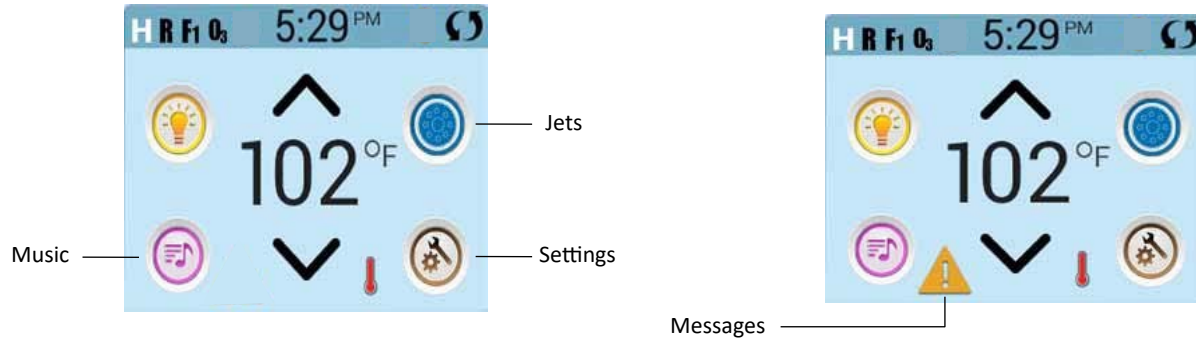 H R F1 O3 5:29 PM
102 °F
Jets
Music
Settings
H R F1 O3 5:29 PM
102 °F
Messages